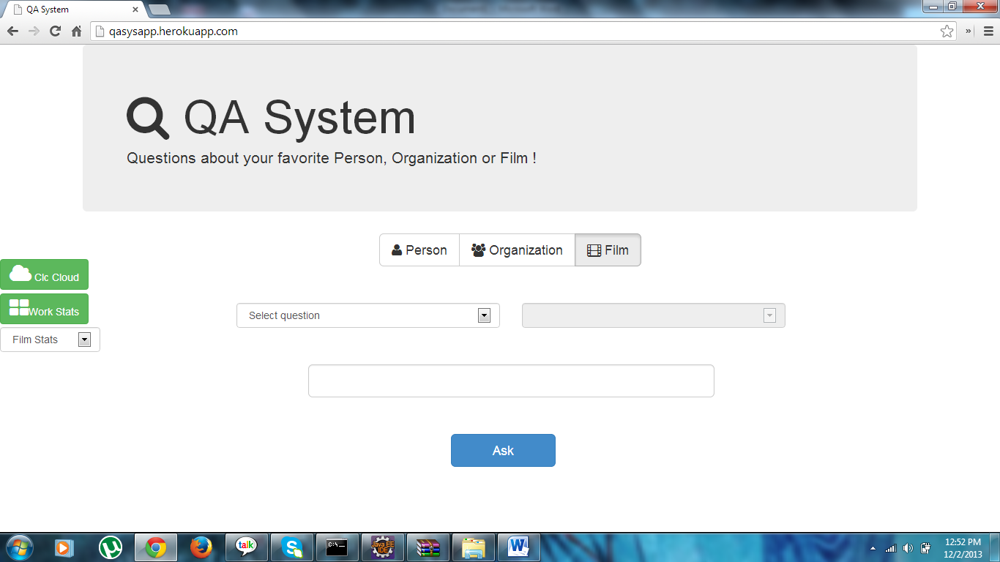 QA System
qasysapp.herokuapp.com
QA System
Questions about your favorite Person, Organization or Film !
Person Organization Film
Clc Cloud
Work Stats
Film Stats
Select question
Ask
talk
C:\_
Java EE
IDE
12:52 PM
12/2/2013